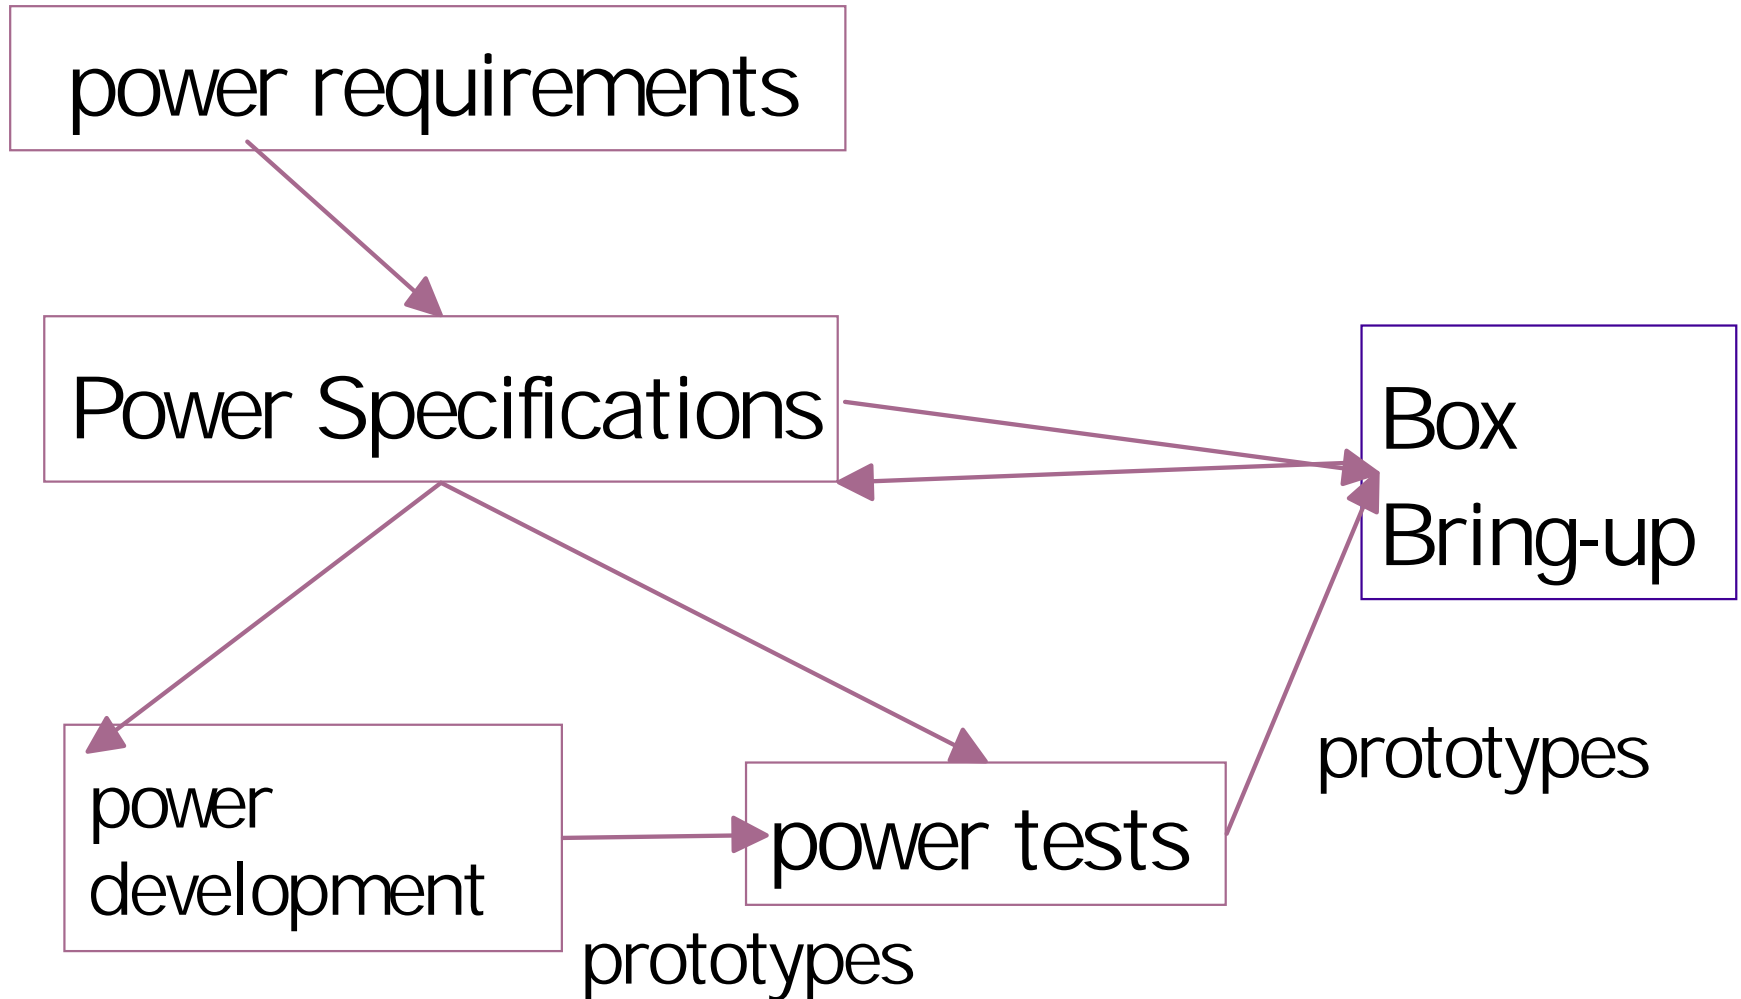 power requirements
Power Specifications
Box
Bring-up
prototypes
power
development
power tests
prototypes